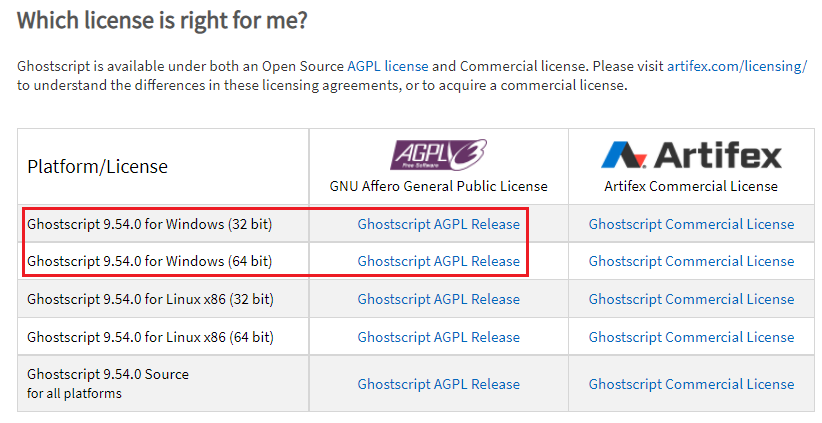 Which license is right for me?
Ghostscript is available under both an Open Source AGPL license and Commercial license. Please visit artifex.com/licensing/
to understand the differences in these licensing agreements, or to acquire a commercial license.
Platform/License
AGPLv3
Free Software
GNU Affero General Public License
Artifex
Artifex Commercial License
Ghostscript 9.54.0 for Windows (32 bit) Ghostscript AGPL Release Ghostscript Commercial License
Ghostscript 9.54.0 for Windows (64 bit) Ghostscript AGPL Release Ghostscript Commercial License
Ghostscript 9.54.0 for Linux x86 (32 bit) Ghostscript AGPL Release Ghostscript Commercial License
Ghostscript 9.54.0 for Linux x86 (64 bit) Ghostscript AGPL Release Ghostscript Commercial License
Ghostscript 9.54.0 Source
for all platforms
Ghostscript AGPL Release Ghostscript Commercial License